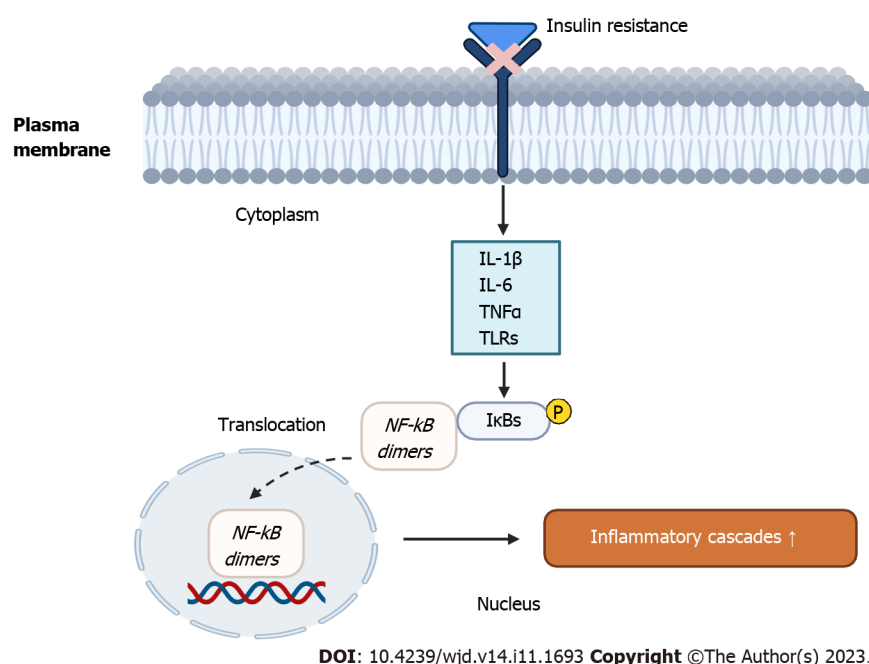 Insulin resistance
Plasma
membrane
Cytoplasm
IL-1β
IL-6
TNFα
TLRs
Translocation
NF-kB
dimers
IκBs
P
NF-kB
dimers
Inflammatory cascades ↑
Nucleus
DOI: 10.4239/wjd.v14.i11.1693 Copyright ©The Author(s) 2023.